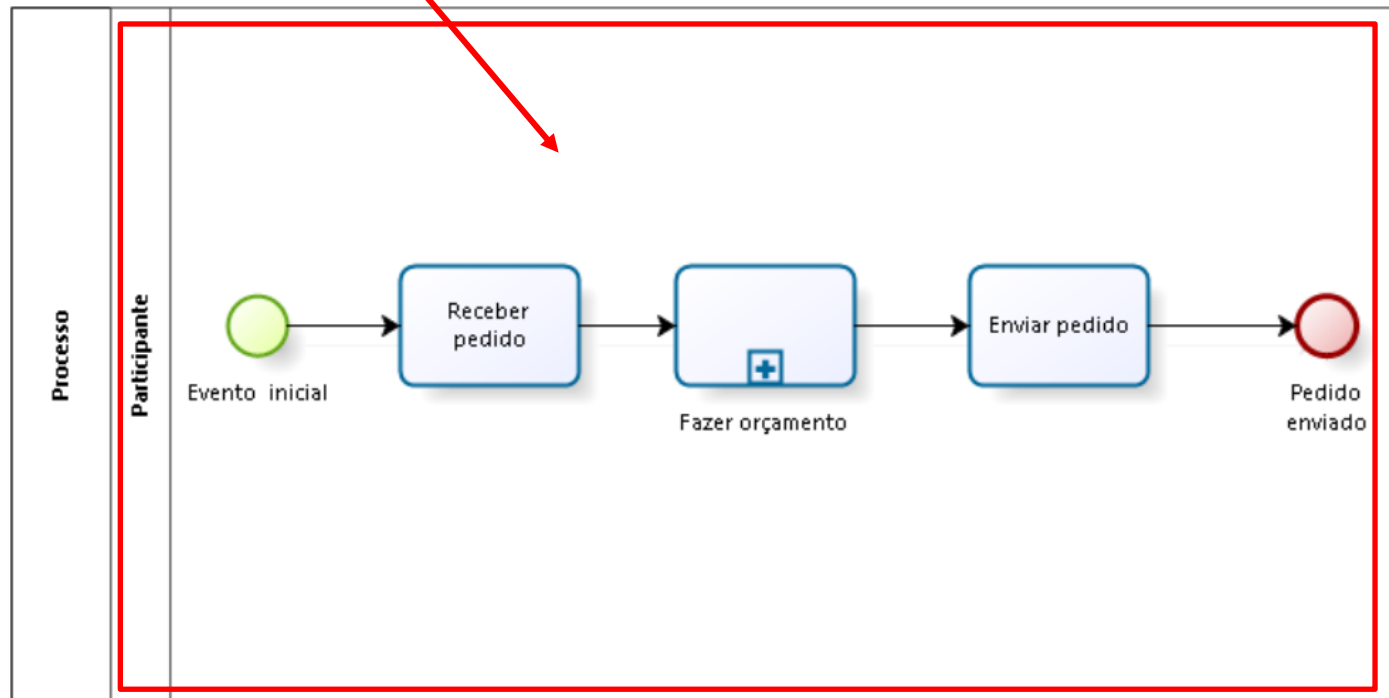 Processo
Participante
Evento inicial
Receber
pedido
Fazer orçamento
Enviar pedido
Pedido
enviado